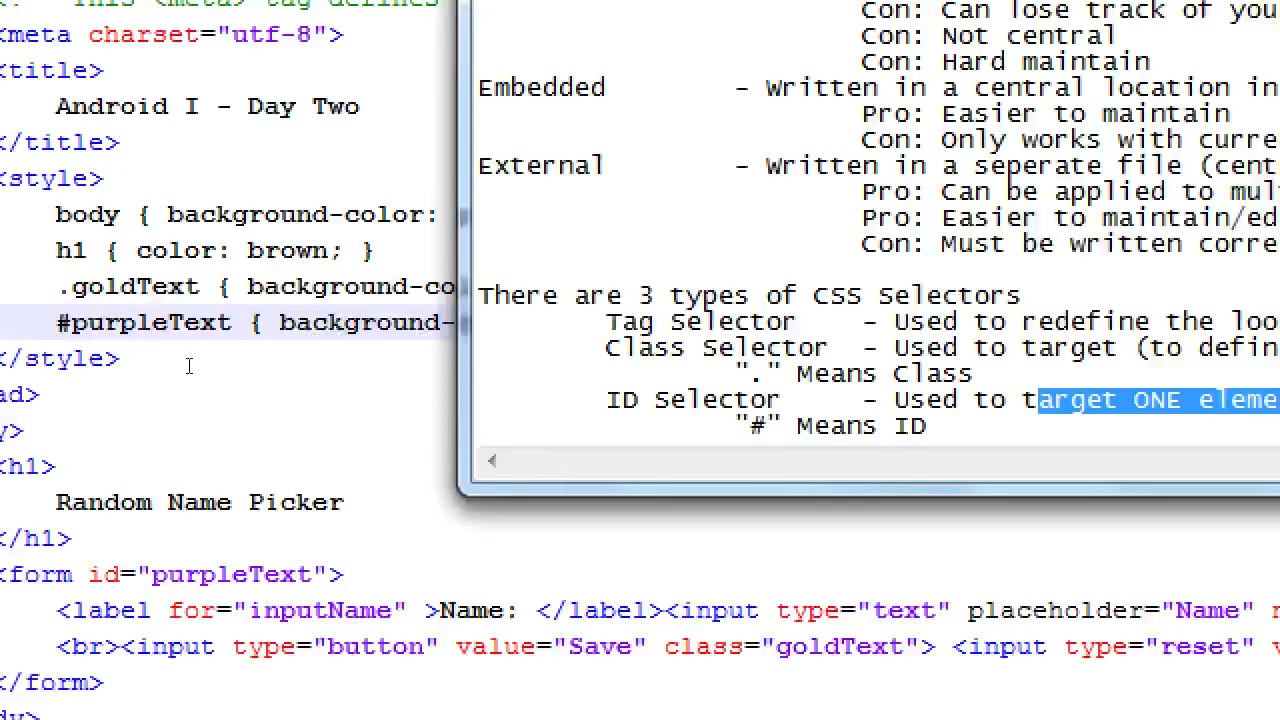 <meta charset="utf-8">
<title>
Android I - Day Two
</title>
<style>
body { background-color:
h1 { color: brown; }
.goldText { background-co
#purpleText { background-
</style>
ad>
y>
<h1>
Random Name Picker
</h1>
<form id="purpleText">
<label for="inputName" >Name: </label><input type="text" placeholder="Name"
<br><input type="button" value="Save" class="goldText"> <input type="reset"
</form>
dy>
Con: Can lose track of you
Con: Not central
Con: Hard maintain
Embedded - Written in a central location in
Pro: Easier to maintain
Con: Only works with curre
External - Written in a seperate file (cent
Pro: Can be applied to mul
Pro: Easier to maintain/ed
Con: Must be written corre
There are 3 types of CSS Selectors
Tag Selector - Used to redefine the loo
Class Selector - Used to target (to defin
"." Means Class
ID Selector - Used to target ONE eleme
"#" Means ID